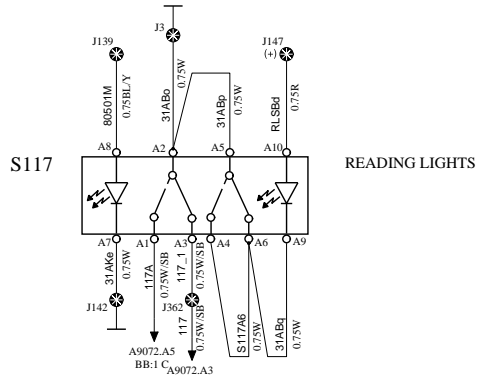 J3
J139
J147
(+)
80501M
0.75BL/Y
31ABo
0.75W
31ABp
0.75W
RLSBd
0.75R
A8
A2
A5
A10
S117
READING LIGHTS
A7
A1
A3
A4
A6
A9
31AKe
0.75W
117A
0.75W/SB
117_1
0.75W/SB
S117A6
0.75W
31ABq
0.75W
J142
J362
117
0.75W/SB
A9072.A5
BB:1 C
A9072.A3